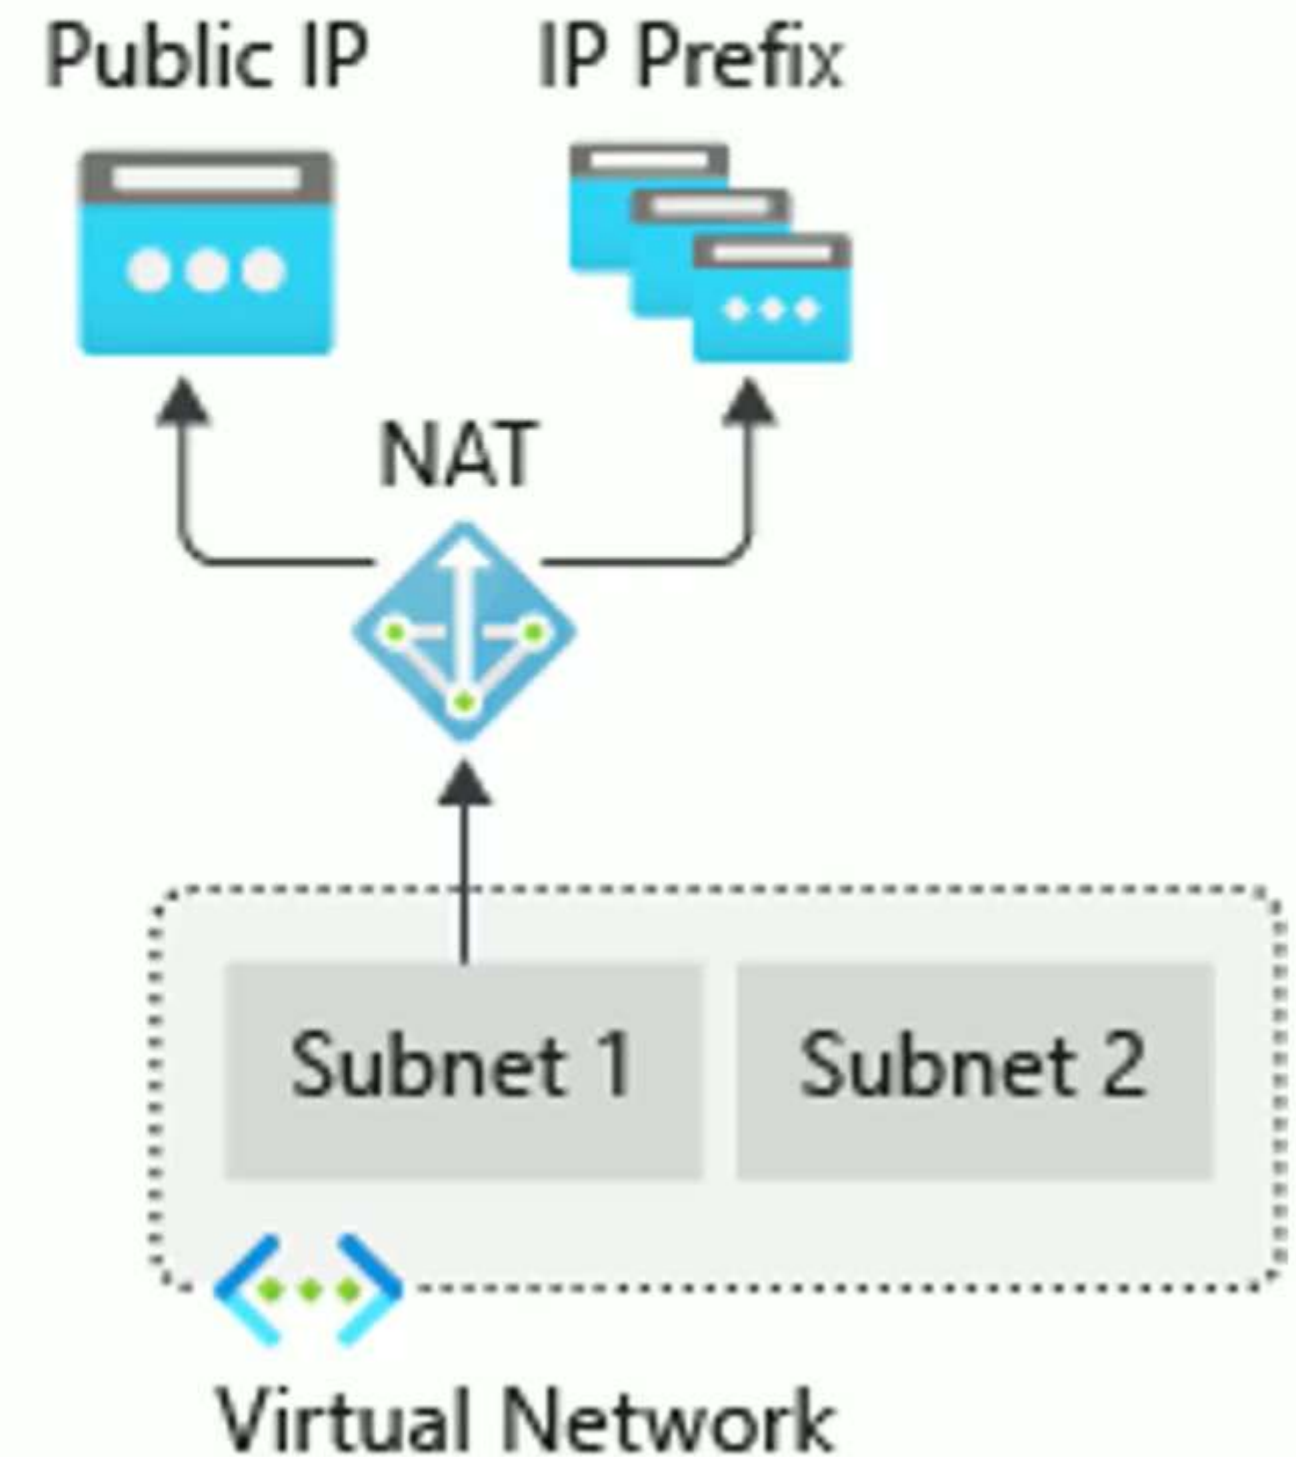 Public IP
IP Prefix
NAT
Subnet 1
Subnet 2
Virtual Network